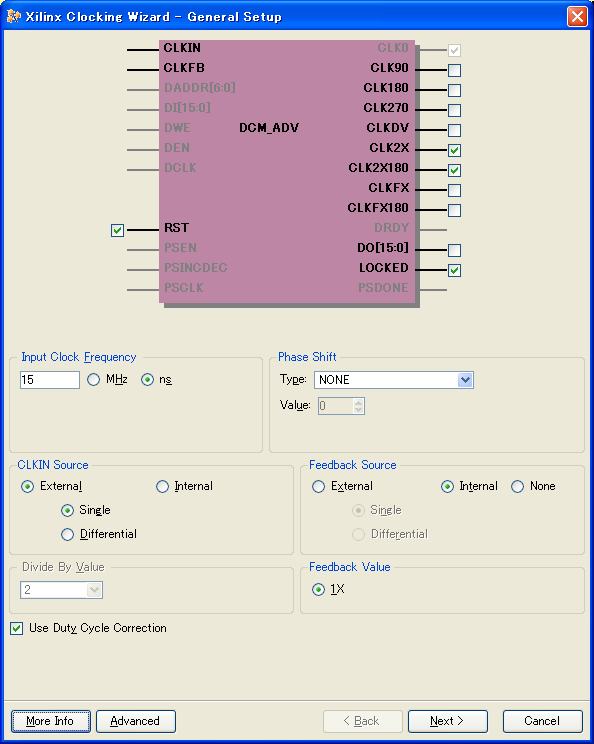 Xilinx Clocking Wizard - General Setup
CLKIN CLK0
CLKFB CLK90
DADDR[6:0] CLK180
DI[15:0] CLK270
DWE DCM_ADV CLKDV
DEN CLK2X
DCLK CLK2X180
CLKFX
CLKFX180
RST DRDY
PSEN DO[15:0]
PSINCDEC LOCKED
PSCLK PSDONE
Input Clock Frequency
15 MHz ns
Phase Shift
Type: NONE
Value: 0
CLKIN Source
External Internal
Single
Differential
Feedback Source
External Internal None
Single
Differential
Divide By Value
2
Feedback Value
1X
Use Duty Cycle Correction
More Info Advanced < Back Next > Cancel